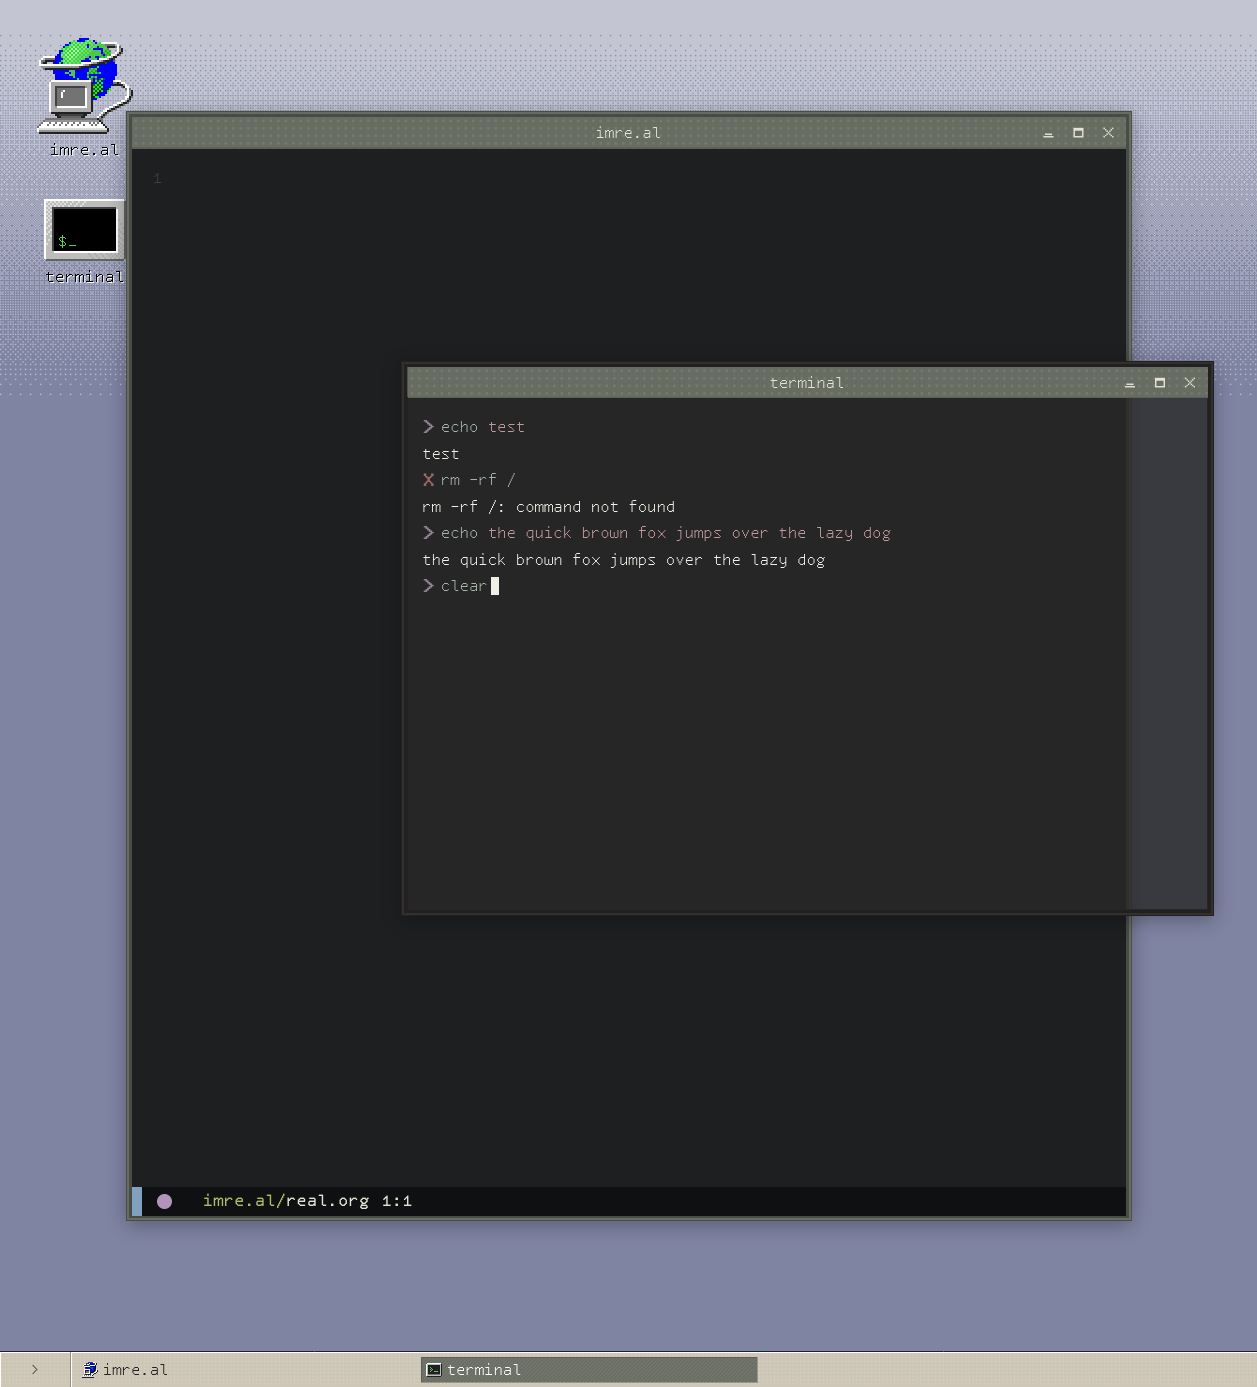 imre.al
$_
terminal
imre.al
1
terminal
> echo test
test
X rm -rf /
rm -rf /: command not found
> echo the quick brown fox jumps over the lazy dog
the quick brown fox jumps over the lazy dog
> clear
imre.al/real.org 1:1
> imre.al terminal